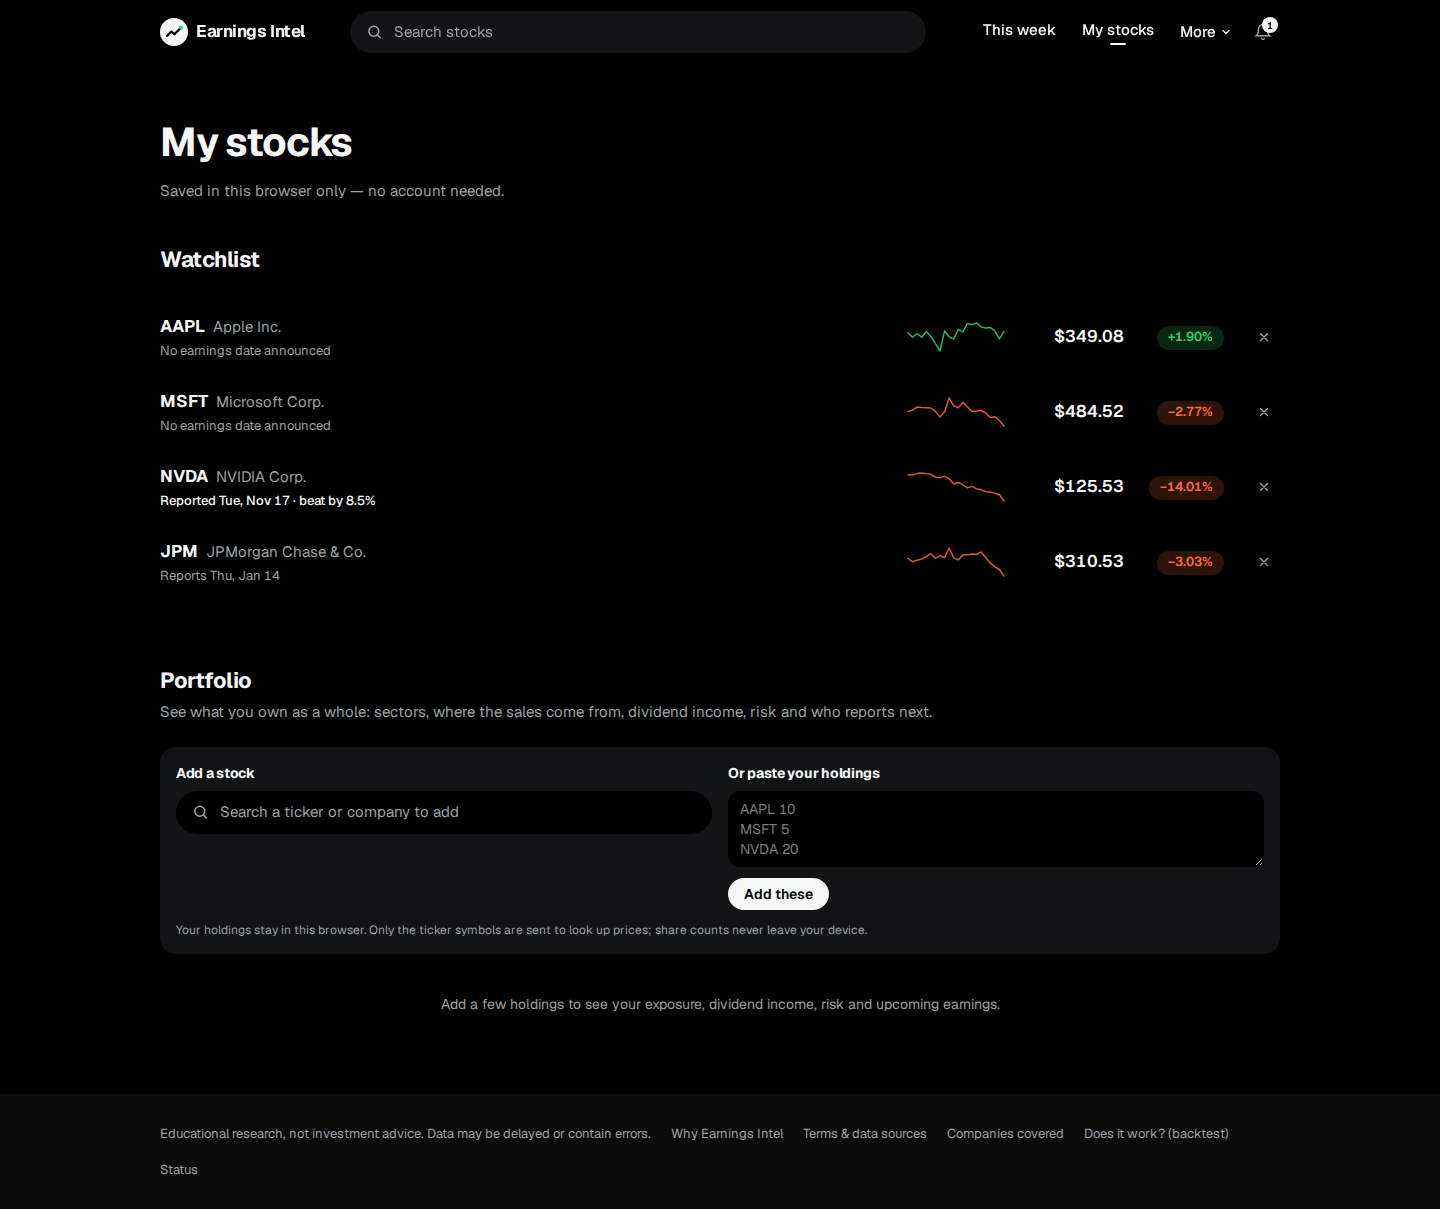 Earnings Intel
Search stocks
This week
My stocks
More
1
My stocks
Saved in this browser only — no account needed.
Watchlist
AAPL Apple Inc.
No earnings date announced
$349.08
+1.90%
MSFT Microsoft Corp.
No earnings date announced
$484.52
−2.77%
NVDA NVIDIA Corp.
Reported Tue, Nov 17 · beat by 8.5%
$125.53
−14.01%
JPM JPMorgan Chase & Co.
Reports Thu, Jan 14
$310.53
−3.03%
Portfolio
See what you own as a whole: sectors, where the sales come from, dividend income, risk and who reports next.
Add a stock
Search a ticker or company to add
Or paste your holdings
AAPL 10
MSFT 5
NVDA 20
Add these
Your holdings stay in this browser. Only the ticker symbols are sent to look up prices; share counts never leave your device.
Add a few holdings to see your exposure, dividend income, risk and upcoming earnings.
Educational research, not investment advice. Data may be delayed or contain errors.
Why Earnings Intel
Terms & data sources
Companies covered
Does it work? (backtest)
Status